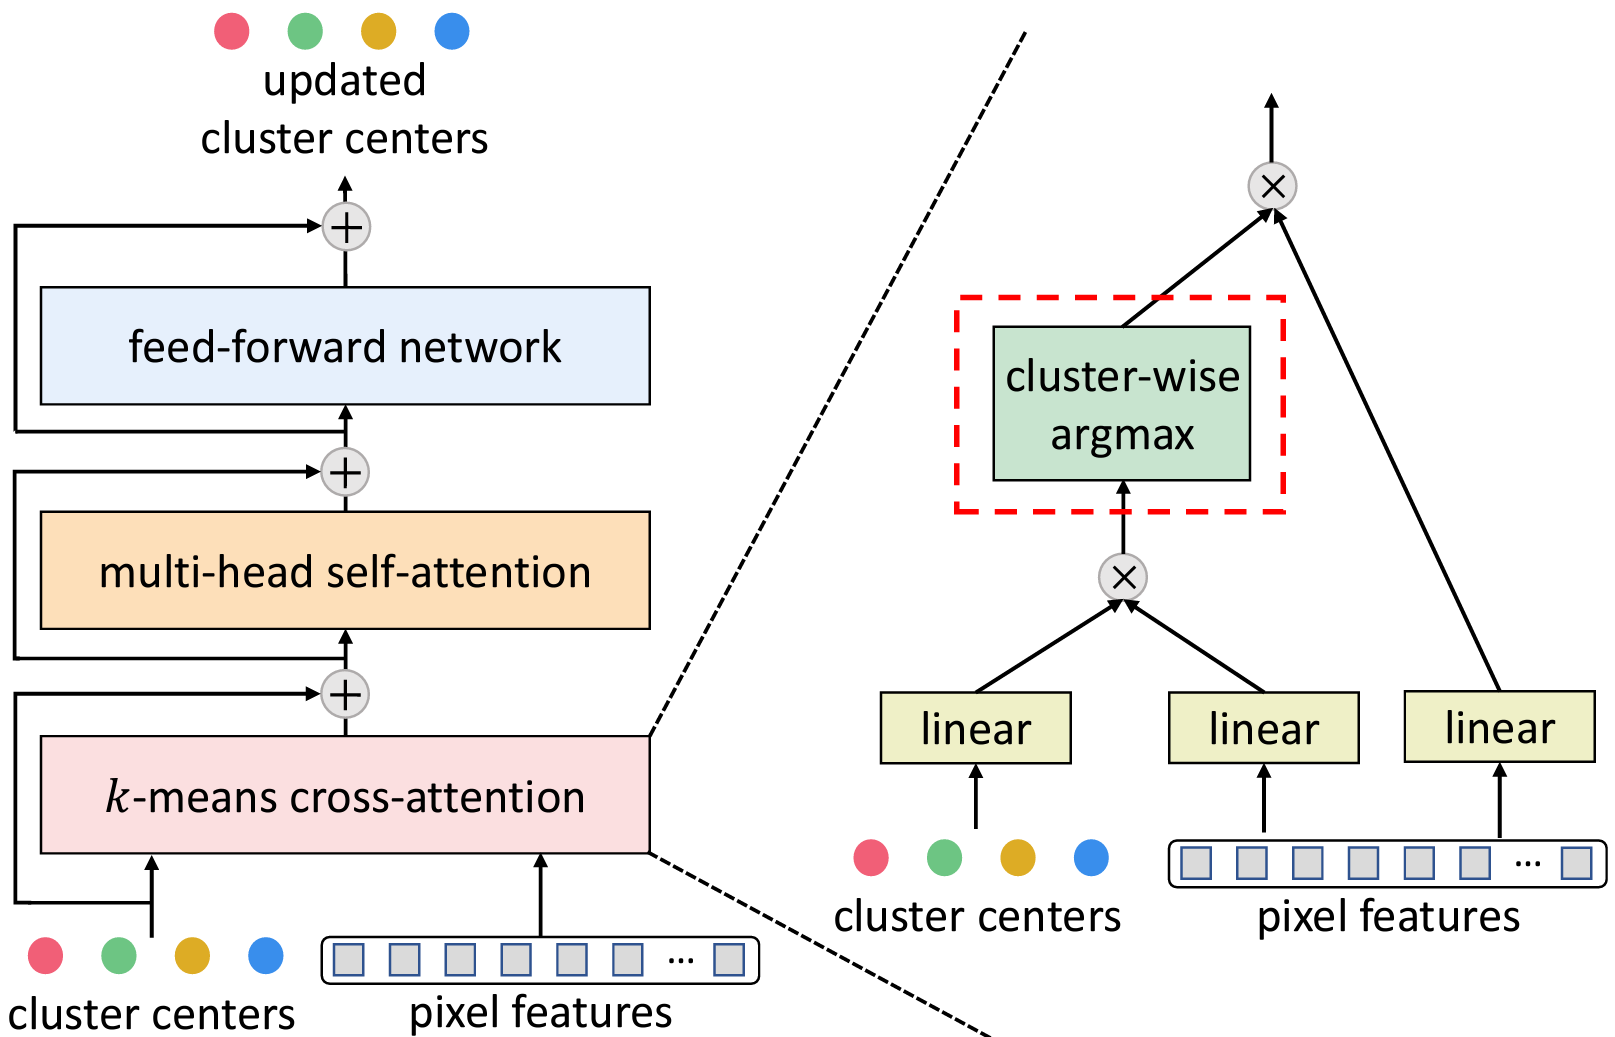 updated
cluster centers
feed-forward network
multi-head self-attention
k-means cross-attention
cluster centers
pixel features
...
cluster-wise
argmax
linear
linear
linear
cluster centers
pixel features
...